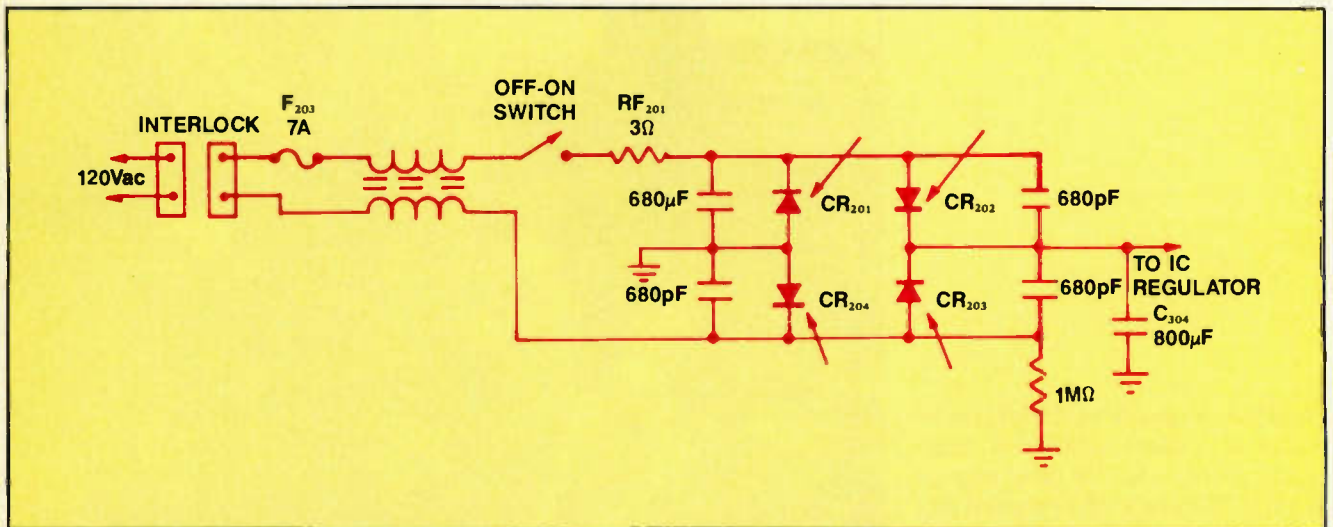 INTERLOCK
120Vac
F203
7A
OFF-ON
SWITCH
RF201
3Ω
680µF
CR201
CR202
680pF
680pF
CR204
CR203
680pF
TO IC
REGULATOR
C304
800µF
1MΩ